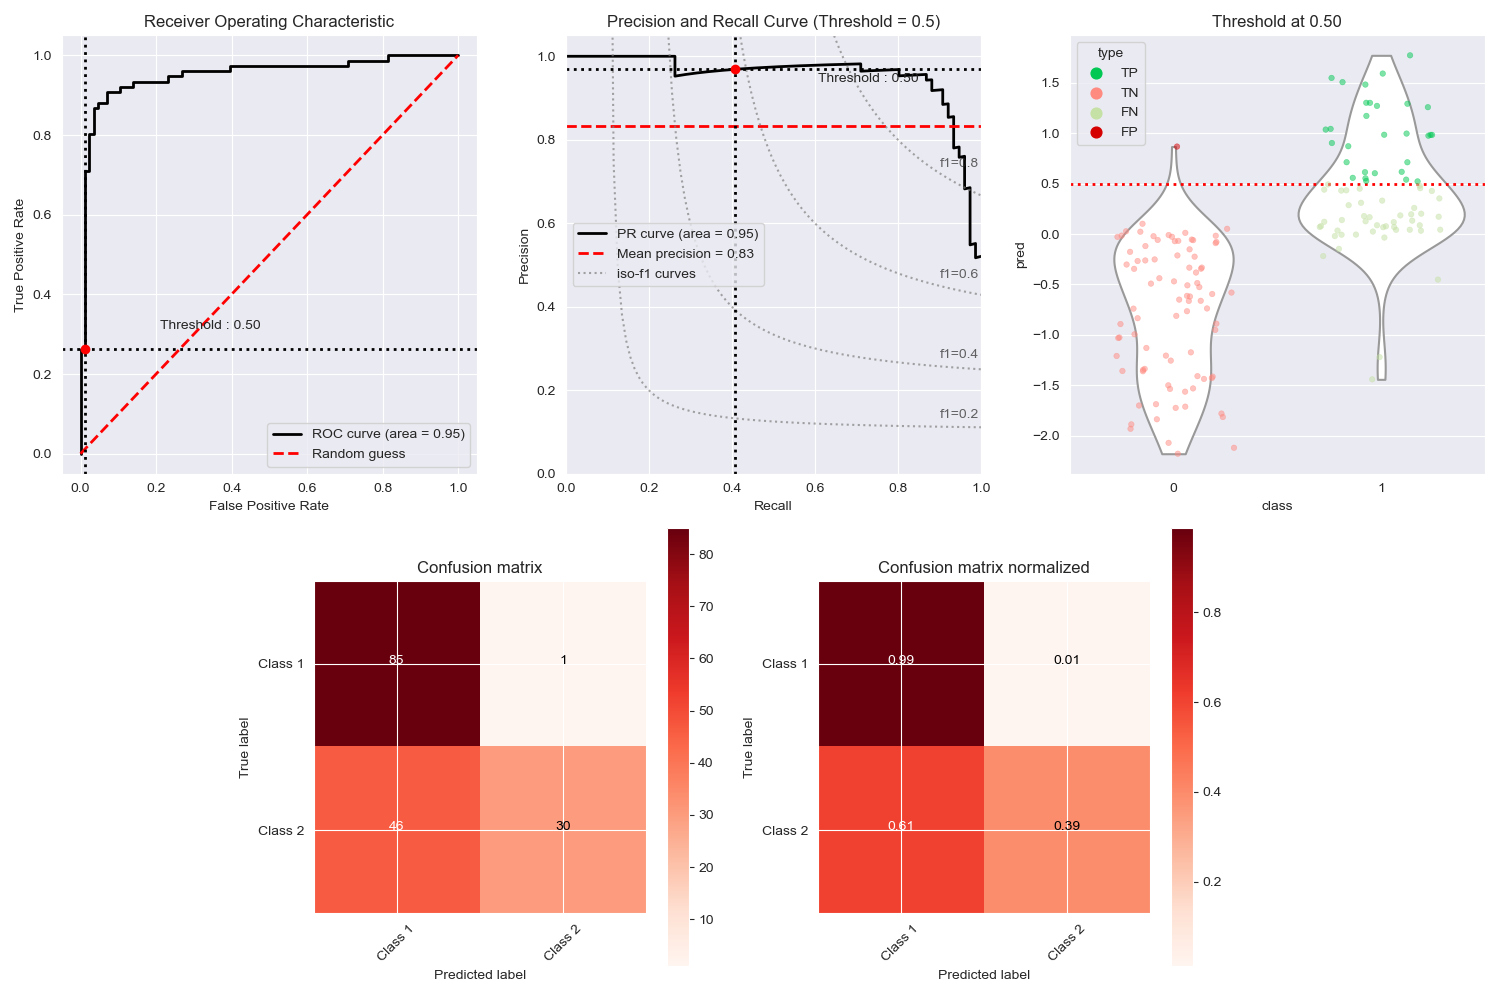 Receiver Operating Characteristic
True Positive Rate
1.0
0.8
0.6
0.4
0.2
0.0
Threshold : 0.50
ROC curve (area = 0.95)
Random guess
0.0 0.2 0.4 0.6 0.8 1.0
False Positive Rate
Precision and Recall Curve (Threshold = 0.5)
Precision
1.0
0.8
0.6
0.4
0.2
0.0
Threshold : 0.50
f1=0.8
f1=0.6
f1=0.4
f1=0.2
PR curve (area = 0.95)
Mean precision = 0.83
iso-f1 curves
0.0 0.2 0.4 0.6 0.8 1.0
Recall
Threshold at 0.50
pred
1.5
1.0
0.5
0.0
−0.5
−1.0
−1.5
−2.0
type
TP
TN
FN
FP
0 1
class
Confusion matrix
True label
Class 1
Class 2
85 1
46 30
Class 1 Class 2
Predicted label
80
70
60
50
40
30
20
10
Confusion matrix normalized
True label
Class 1
Class 2
0.99 0.01
0.61 0.39
Class 1 Class 2
Predicted label
0.8
0.6
0.4
0.2